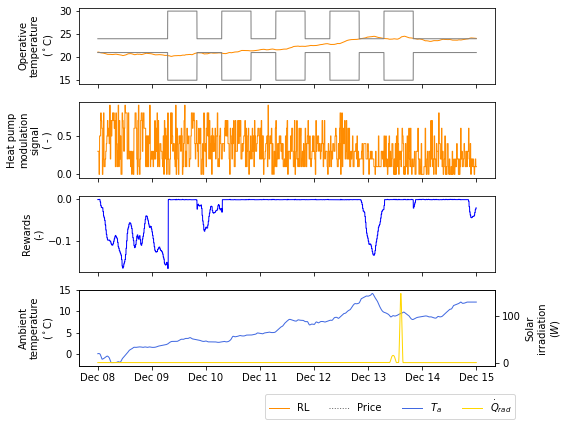 Operative
temperature
(°C)
30
25
20
15
Heat pump
modulation
signal
( - )
0.5
0.0
Rewards
(-)
0.0
−0.1
Ambient
temperature
(°C)
15
10
5
0
100
0
Solar
irradiation
(W)
Dec 08 Dec 09 Dec 10 Dec 11 Dec 12 Dec 13 Dec 14 Dec 15
RL Price Tₐ Q̇rad